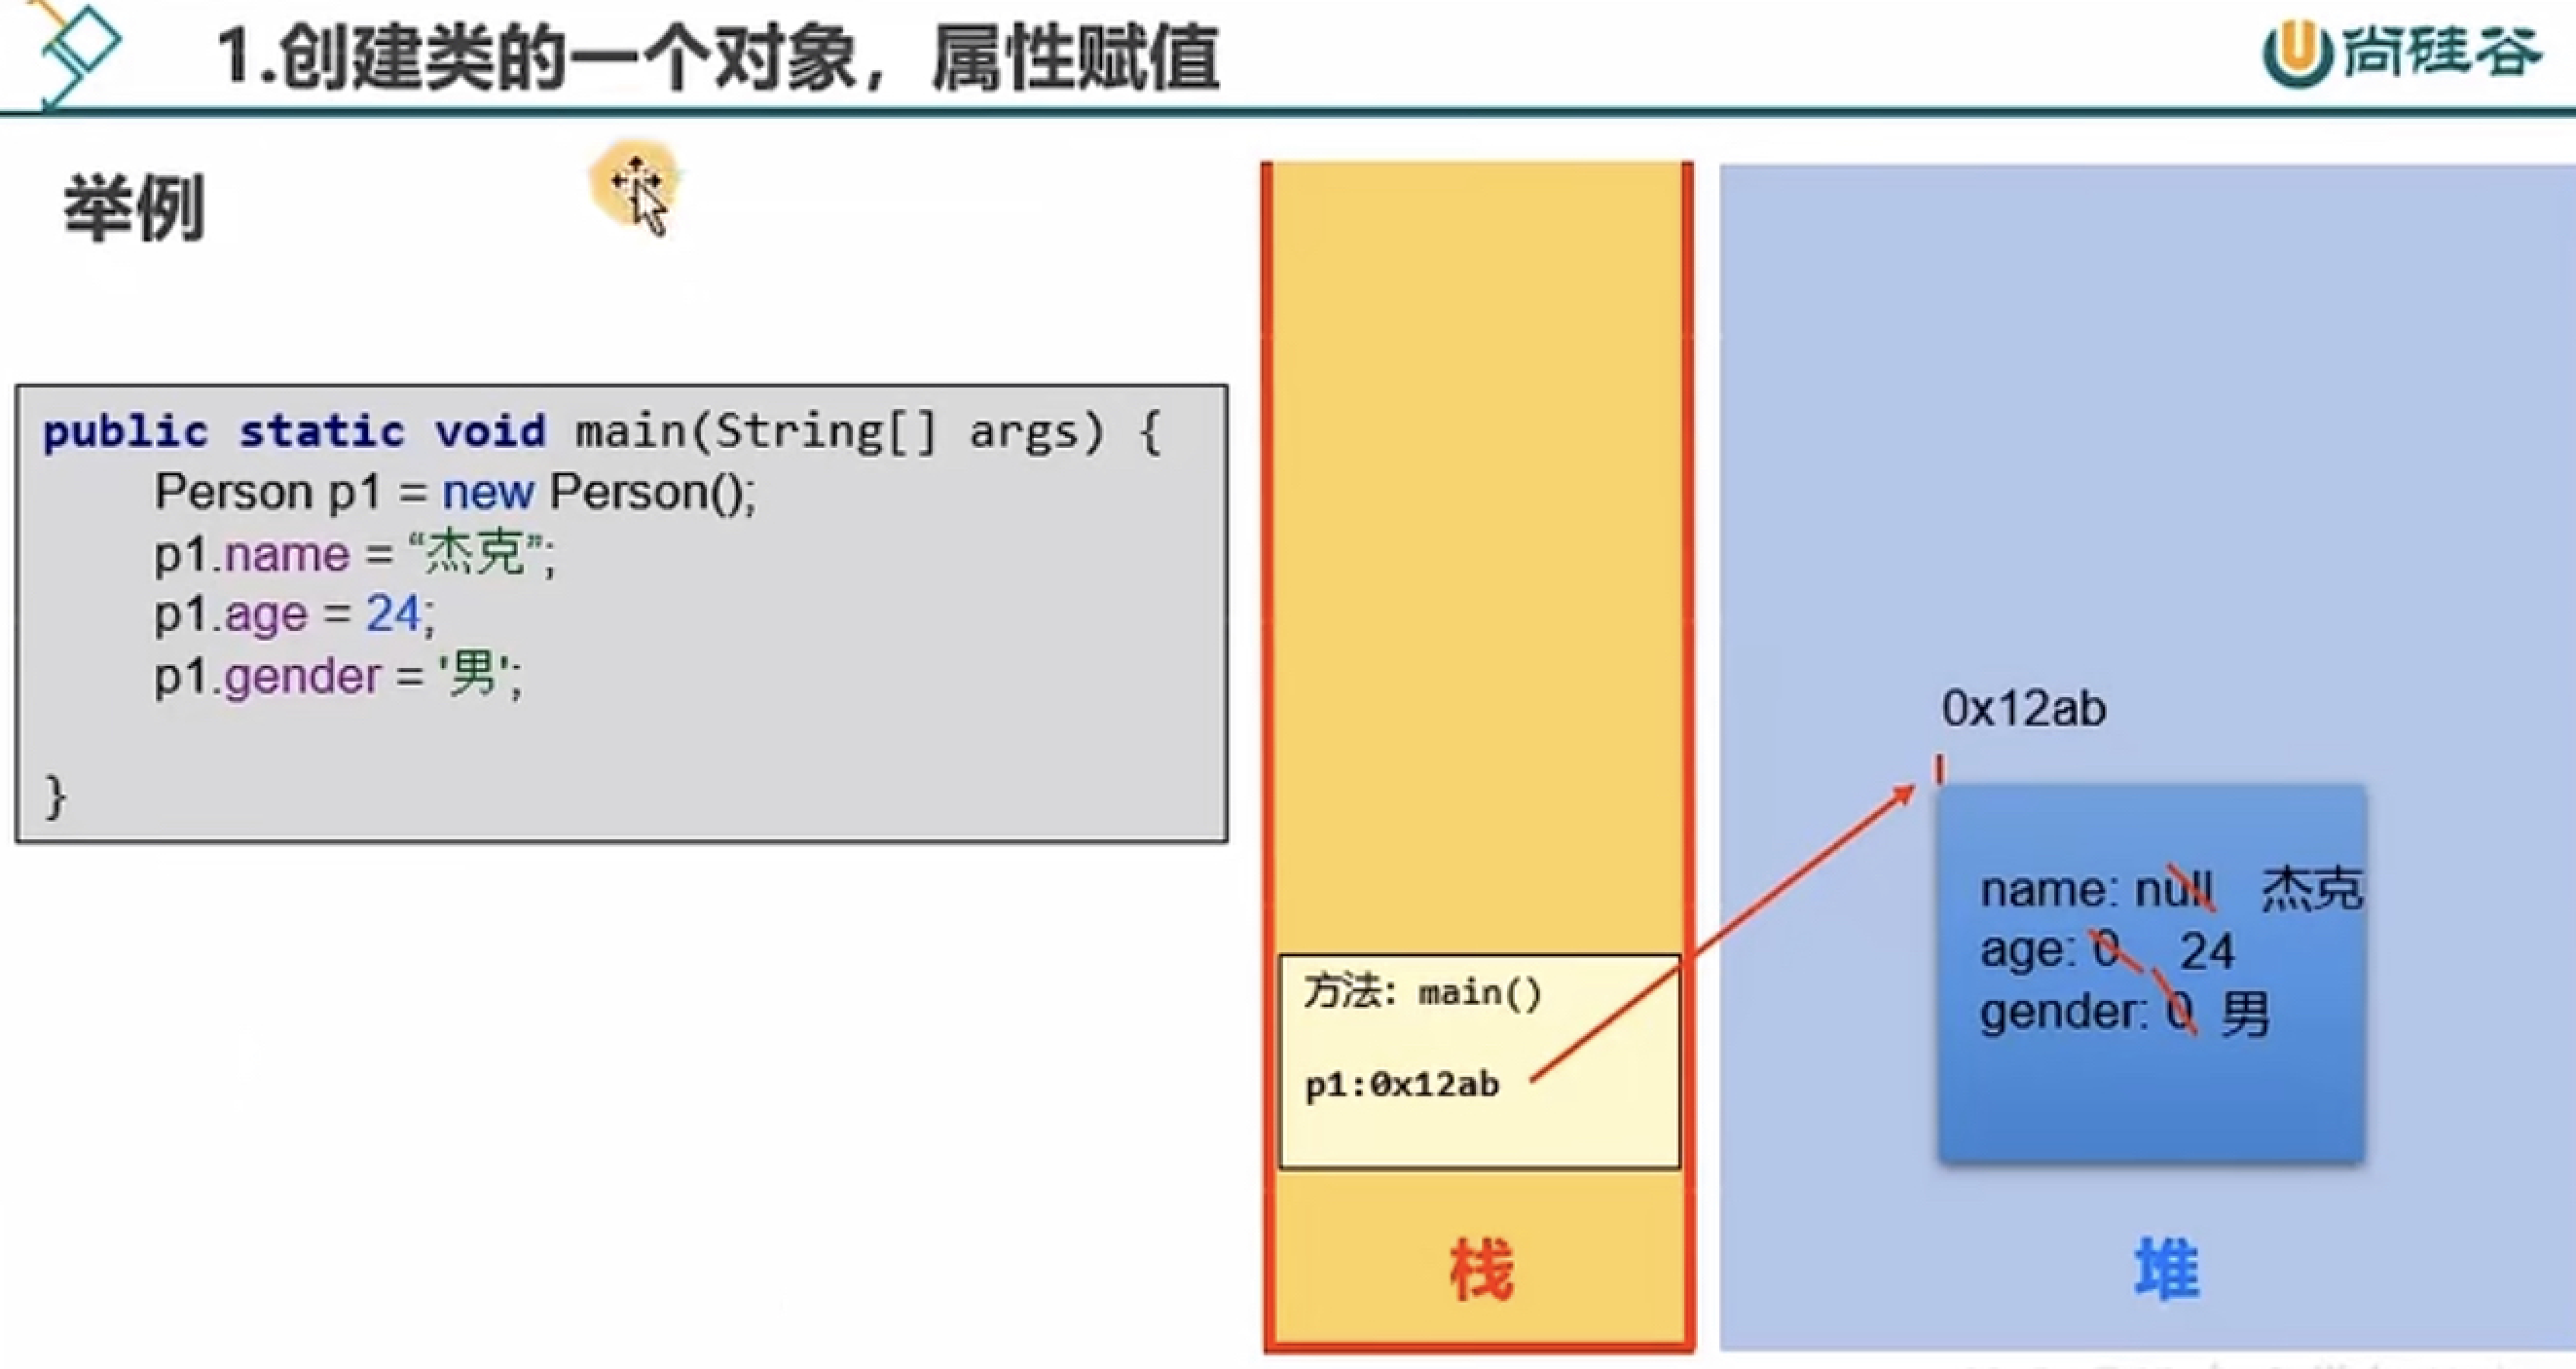 1.创建类的一个对象，属性赋值
尚硅谷
举例
public static void main(String[] args) {
Person p1 = new Person();
p1.name = “杰克”;
p1.age = 24;
p1.gender = '男';
}
方法: main()
p1:0x12ab
栈
0x12ab
name: null 杰克
age: 0 24
gender: 0 男
堆